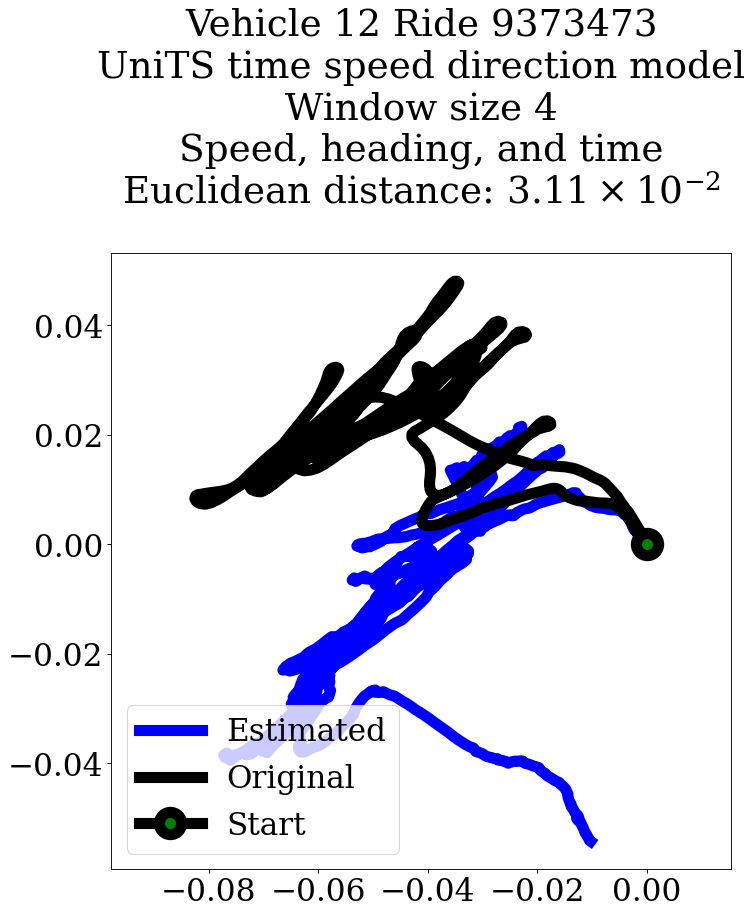 Vehicle 12 Ride 9373473
UniTS time speed direction model
Window size 4
Speed, heading, and time
Euclidean distance: 3.11 × 10⁻²
0.04
0.02
0.00
−0.02
−0.04
Estimated
Original
Start
−0.08 −0.06 −0.04 −0.02 0.00